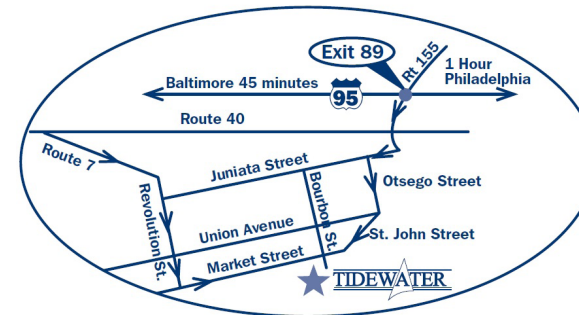 Exit 89
Rt 155
1 Hour
Philadelphia
Baltimore 45 minutes
95
Route 40
Route 7
Juniata Street
Otsego Street
Revolution St.
Bourbon St.
Union Avenue
St. John Street
Market Street
TIDEWATER